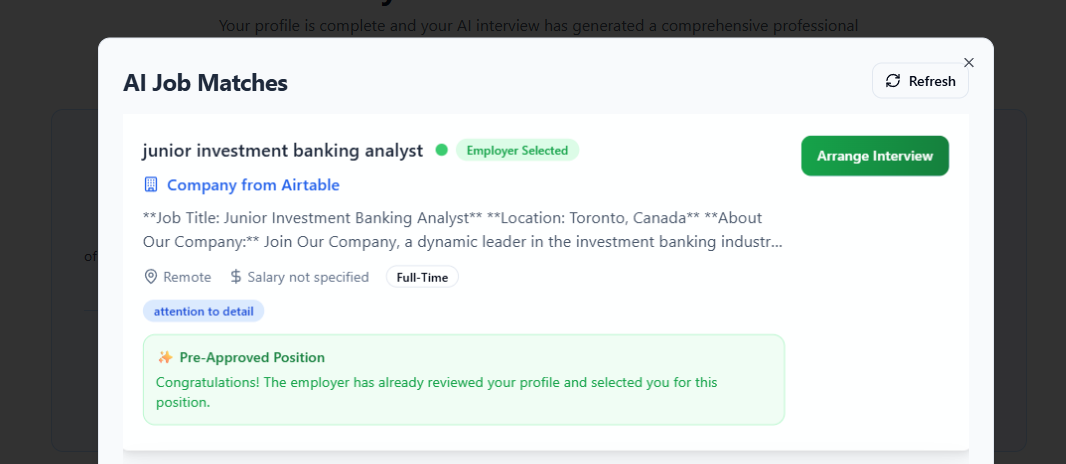 Your profile is complete and your AI interview has generated a comprehensive professional
AI Job Matches
Refresh
junior investment banking analyst
Employer Selected
Arrange Interview
Company from Airtable
**Job Title: Junior Investment Banking Analyst** **Location: Toronto, Canada** **About
Our Company:** Join Our Company, a dynamic leader in the investment banking industr...
of
Remote
Salary not specified
Full-Time
attention to detail
✨ Pre-Approved Position
Congratulations! The employer has already reviewed your profile and selected you for this
position.